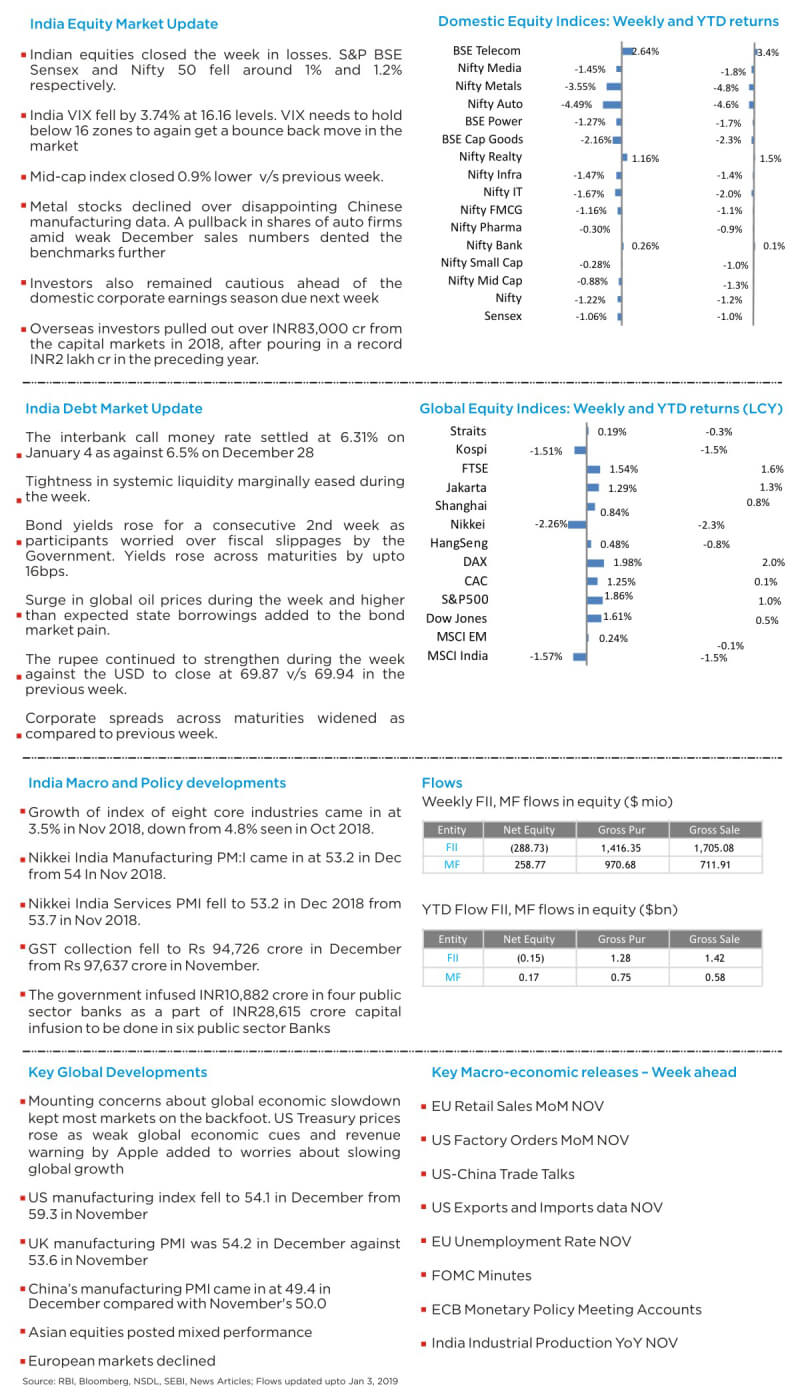 India Equity Market Update
Indian equities closed the week in losses. S&P BSE
Sensex and Nifty 50 fell around 1% and 1.2%
respectively.
India VIX fell by 3.74% at 16.16 levels. VIX needs to hold
below 16 zones to again get a bounce back move in the
market
Mid-cap index closed 0.9% lower v/s previous week.
Metal stocks declined over disappointing Chinese
manufacturing data. A pullback in shares of auto firms
amid weak December sales numbers dented the
benchmarks further
Investors also remained cautious ahead of the
domestic corporate earnings season due next week
Overseas investors pulled out over INR83,000 cr from
the capital markets in 2018, after pouring in a record
INR2 lakh cr in the preceding year.
Domestic Equity Indices: Weekly and YTD returns
BSE Telecom 2.64% 3.4%
Nifty Media -1.45% -1.8%
Nifty Metals -3.55% -4.8%
Nifty Auto -4.49% -4.6%
BSE Power -1.27% -1.7%
BSE Cap Goods -2.16% -2.3%
Nifty Realty 1.16% 1.5%
Nifty Infra -1.47% -1.4%
Nifty IT -1.67% -2.0%
Nifty FMCG -1.16% -1.1%
Nifty Pharma -0.30% -0.9%
Nifty Bank 0.26% 0.1%
Nifty Small Cap -0.28% -1.0%
Nifty Mid Cap -0.88% -1.3%
Nifty -1.22% -1.2%
Sensex -1.06% -1.0%
India Debt Market Update
The interbank call money rate settled at 6.31% on
January 4 as against 6.5% on December 28
Tightness in systemic liquidity marginally eased during
the week.
Bond yields rose for a consecutive 2nd week as
participants worried over fiscal slippages by the
Government. Yields rose across maturities by upto
16bps.
Surge in global oil prices during the week and higher
than expected state borrowings added to the bond
market pain.
The rupee continued to strengthen during the week
against the USD to close at 69.87 v/s 69.94 in the
previous week.
Corporate spreads across maturities widened as
compared to previous week.
Global Equity Indices: Weekly and YTD returns (LCY)
Straits 0.19% -0.3%
Kospi -1.51% -1.5%
FTSE 1.54% 1.6%
Jakarta 1.29% 1.3%
Shanghai 0.84% 0.8%
Nikkei -2.26% -2.3%
HangSeng 0.48% -0.8%
DAX 1.98% 2.0%
CAC 1.25% 0.1%
S&P500 1.86% 1.0%
Dow Jones 1.61% 0.5%
MSCI EM 0.24% -0.1%
MSCI India -1.57% -1.5%
India Macro and Policy developments
Growth of index of eight core industries came in at
3.5% in Nov 2018, down from 4.8% seen in Oct 2018.
Nikkei India Manufacturing PM:I came in at 53.2 in Dec
from 54 In Nov 2018.
Nikkei India Services PMI fell to 53.2 in Dec 2018 from
53.7 in Nov 2018.
GST collection fell to Rs 94,726 crore in December
from Rs 97,637 crore in November.
The government infused INR10,882 crore in four public
sector banks as a part of INR28,615 crore capital
infusion to be done in six public sector Banks
Flows
Weekly FII, MF flows in equity ($ mio)
Entity Net Equity Gross Pur Gross Sale
FII (288.73) 1,416.35 1,705.08
MF 258.77 970.68 711.91
YTD Flow FII, MF flows in equity ($bn)
Entity Net Equity Gross Pur Gross Sale
FII (0.15) 1.28 1.42
MF 0.17 0.75 0.58
Key Global Developments
Mounting concerns about global economic slowdown
kept most markets on the backfoot. US Treasury prices
rose as weak global economic cues and revenue
warning by Apple added to worries about slowing
global growth
US manufacturing index fell to 54.1 in December from
59.3 in November
UK manufacturing PMI was 54.2 in December against
53.6 in November
China's manufacturing PMI came in at 49.4 in
December compared with November's 50.0
Asian equities posted mixed performance
European markets declined
Key Macro-economic releases – Week ahead
EU Retail Sales MoM NOV
US Factory Orders MoM NOV
US-China Trade Talks
US Exports and Imports data NOV
EU Unemployment Rate NOV
FOMC Minutes
ECB Monetary Policy Meeting Accounts
India Industrial Production YoY NOV
Source: RBI, Bloomberg, NSDL, SEBI, News Articles; Flows updated upto Jan 3, 2019